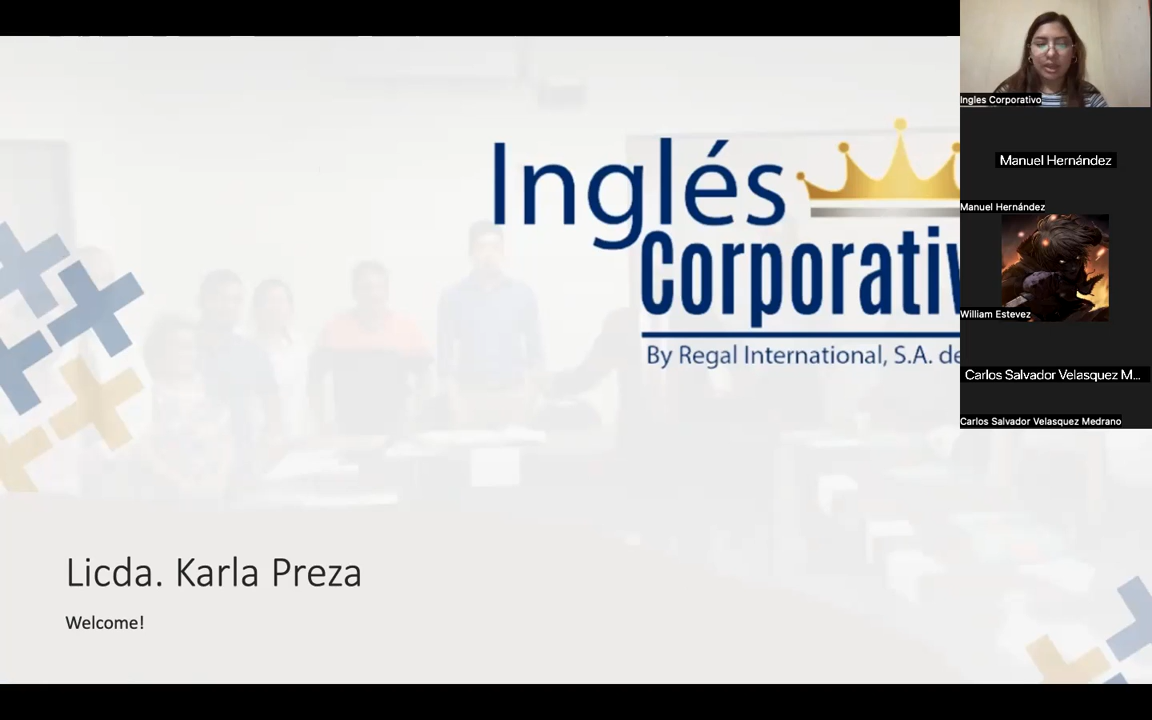 Inglés
Corporativ
By Regal International, S.A. de
Licda. Karla Preza
Welcome!
Ingles Corporativo
Manuel Hernández
Manuel Hernández
William Estevez
Carlos Salvador Velasquez M...
Carlos Salvador Velasquez Medrano